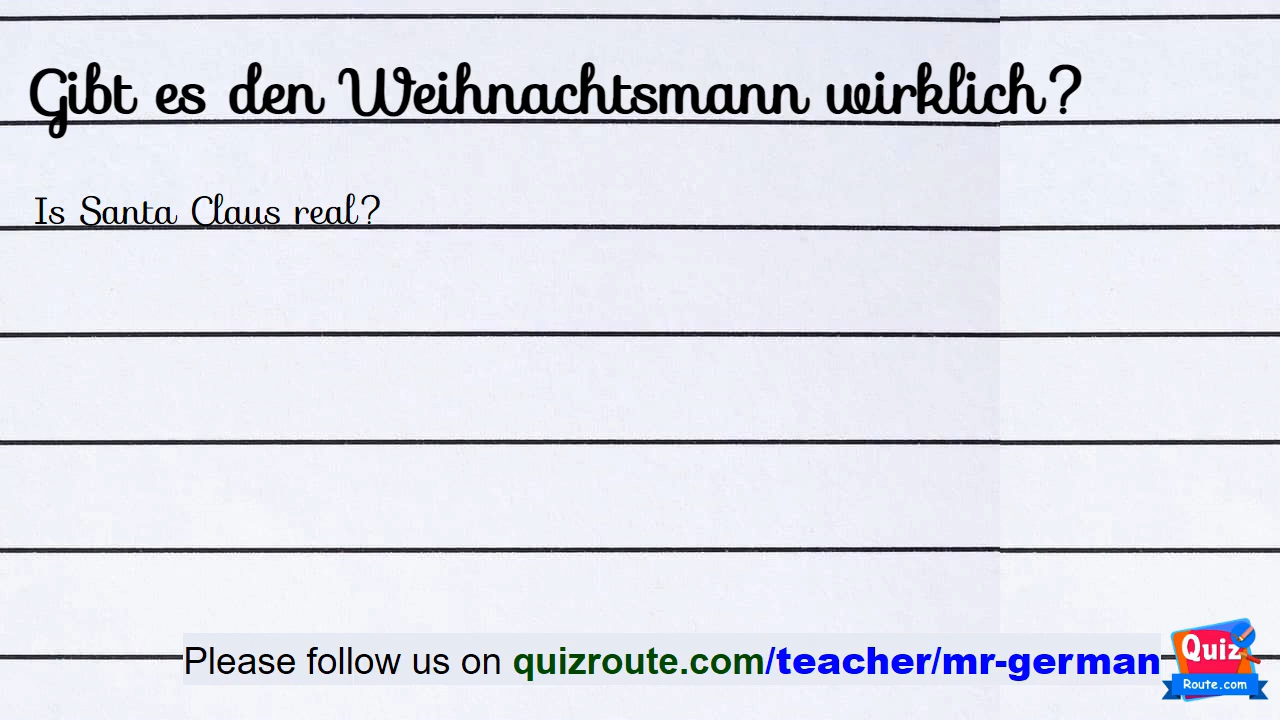 Gibt es den Weihnachtsmann wirklich?
Is Santa Claus real?
Please follow us on quizroute.com/teacher/mr-german
Quiz
Route.com